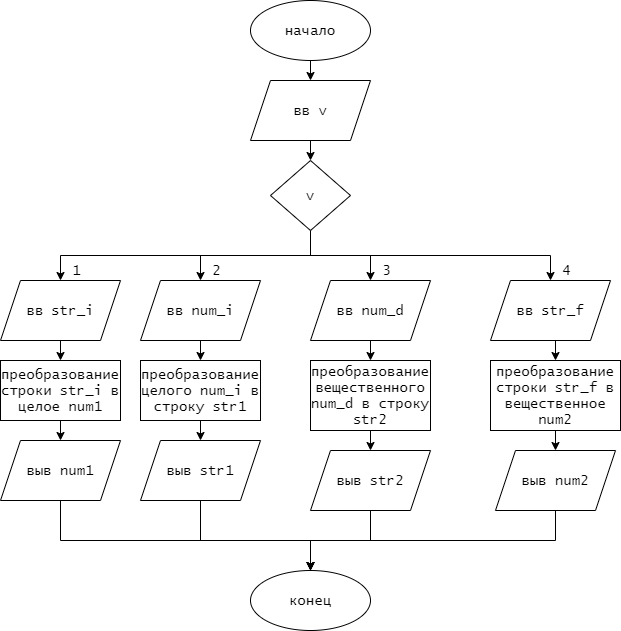 начало
вв v
v
1
2
3
4
вв str_i
вв num_i
вв num_d
вв str_f
преобразование
строки str_i в
целое num1
преобразование
целого num_i в
строку str1
преобразование
вещественного
num_d в строку
str2
преобразование
строки str_f в
вещественное
num2
выв num1
выв str1
выв str2
выв num2
конец